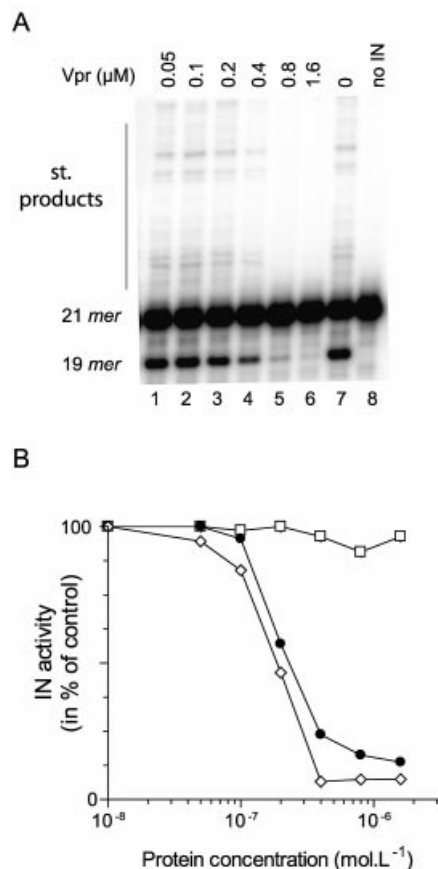 A
Vpr (µM) 0.05 0.1 0.2 0.4 0.8 1.6 0 no IN
st.
products
21 mer
19 mer
1 2 3 4 5 6 7 8
B
100
0
IN activity
(in % of control)
10⁻⁸ 10⁻⁷ 10⁻⁶
Protein concentration (mol.L⁻¹)